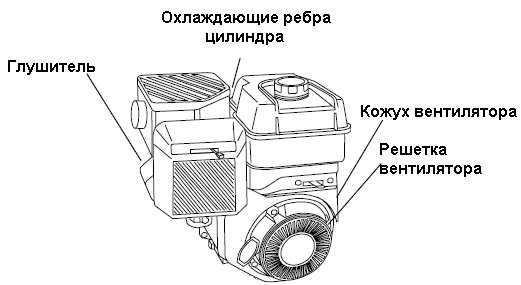 Охлаждающие ребра
цилиндра
Глушитель
Кожух вентилятора
Решетка
вентилятора